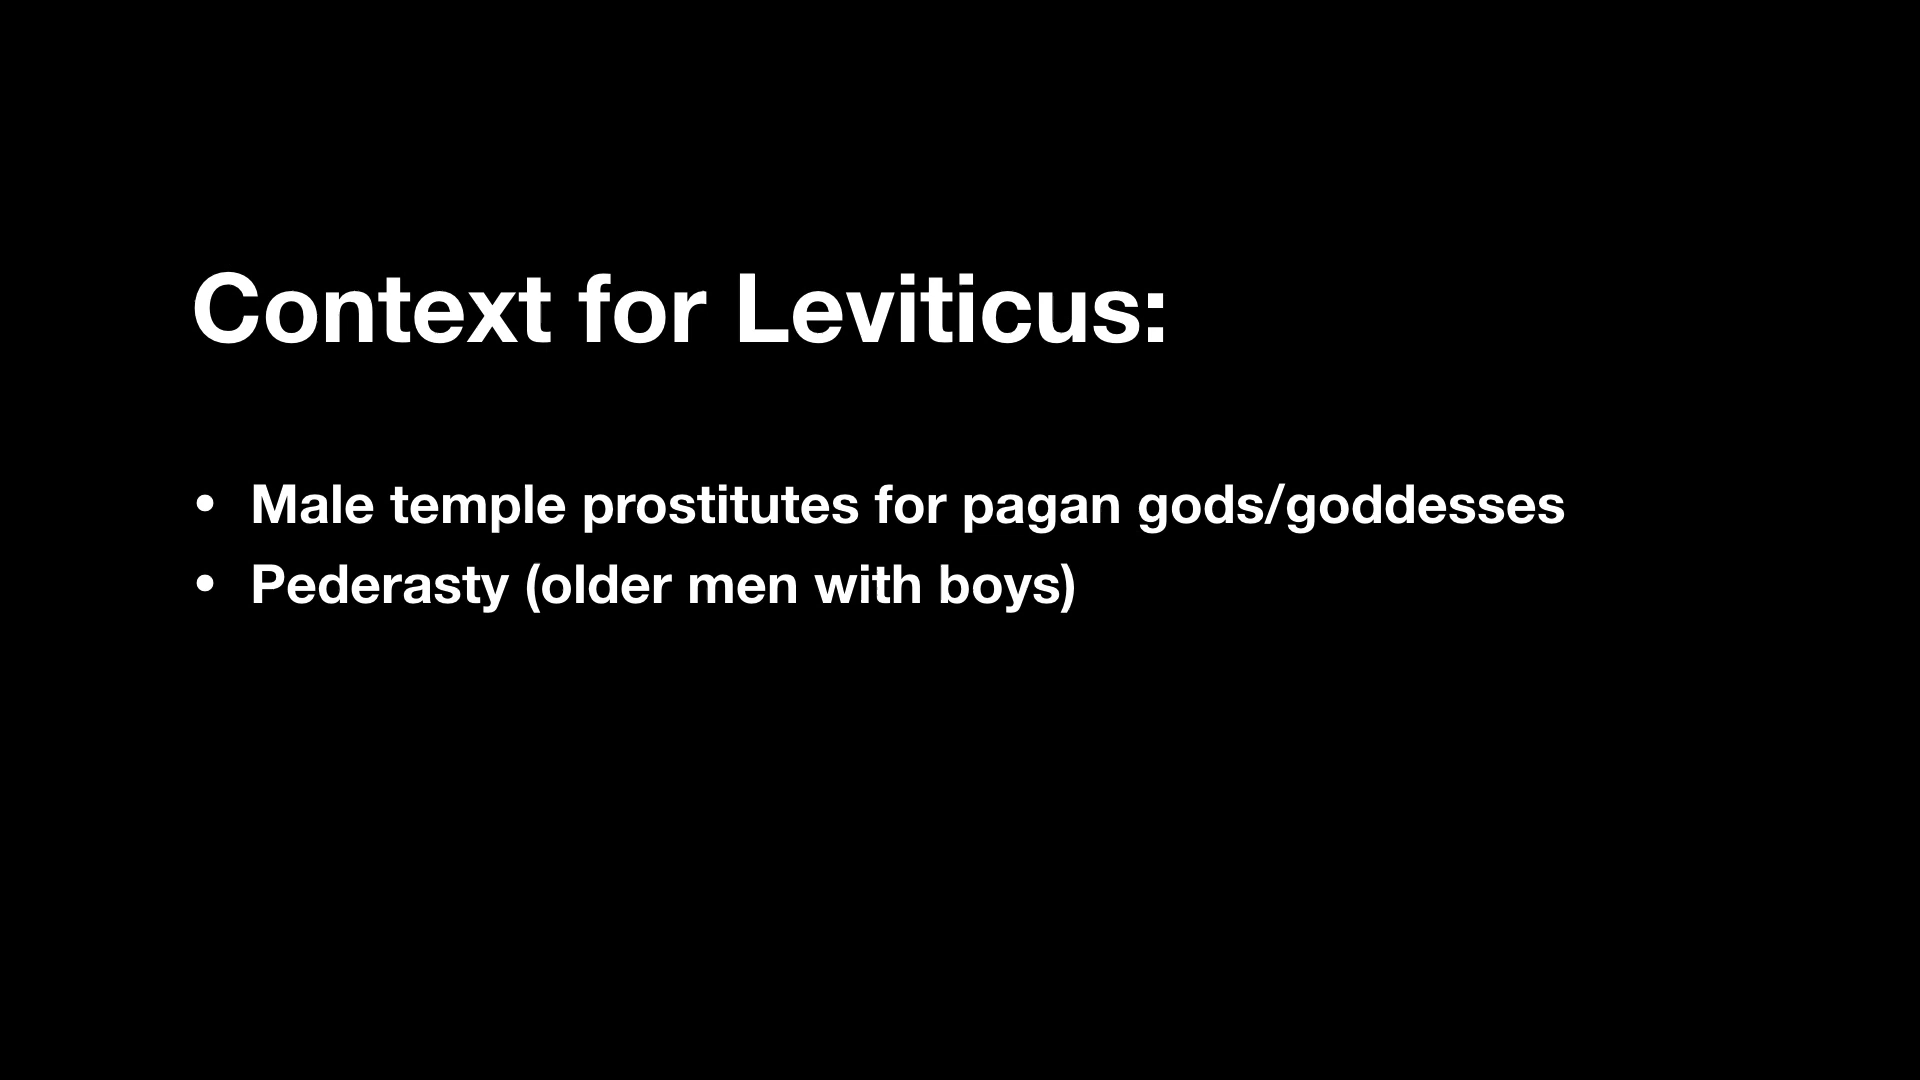 Context for Leviticus:
• Male temple prostitutes for pagan gods/goddesses
• Pederasty (older men with boys)